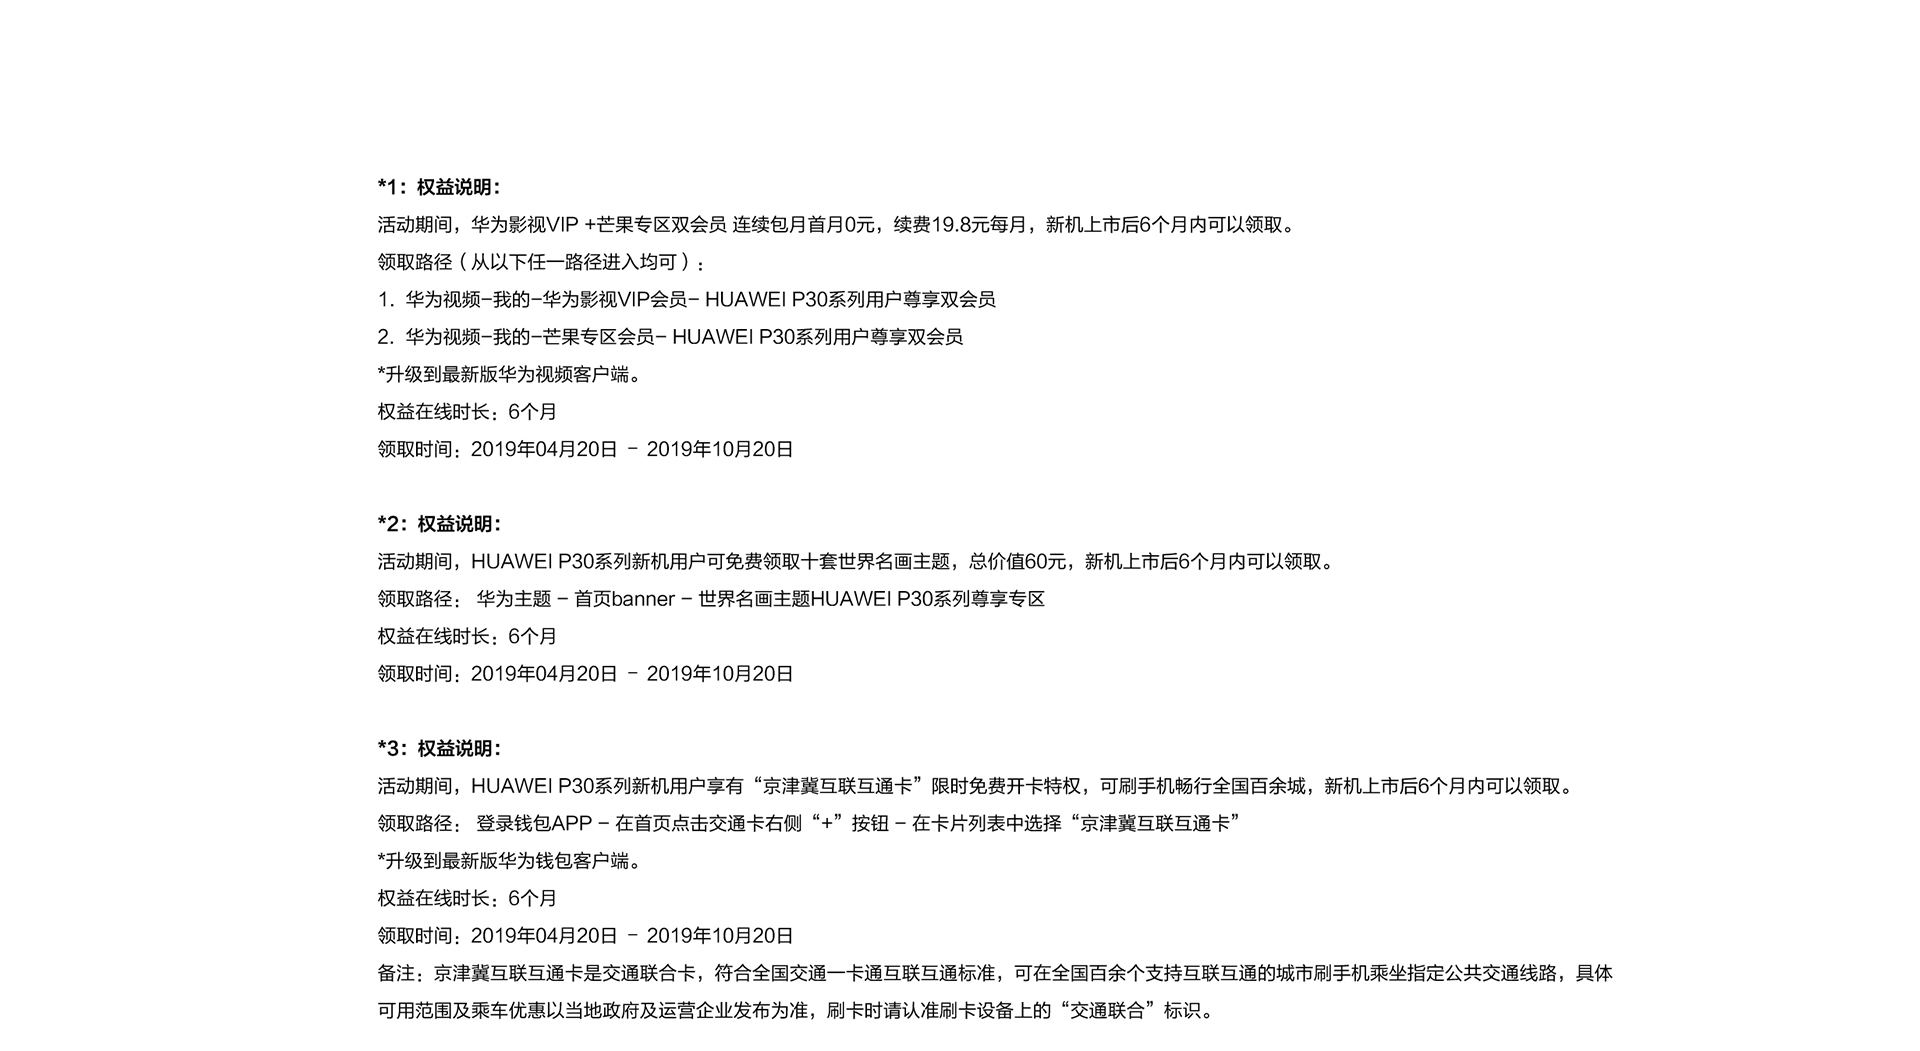 *1：权益说明：
活动期间，华为影视VIP +芒果专区双会员 连续包月首月0元，续费19.8元每月，新机上市后6个月内可以领取。
领取路径（从以下任一路径进入均可）：
1. 华为视频-我的-华为影视VIP会员- HUAWEI P30系列用户尊享双会员
2. 华为视频-我的-芒果专区会员- HUAWEI P30系列用户尊享双会员
*升级到最新版华为视频客户端。
权益在线时长：6个月
领取时间：2019年04月20日 - 2019年10月20日
*2：权益说明：
活动期间，HUAWEI P30系列新机用户可免费领取十套世界名画主题，总价值60元，新机上市后6个月内可以领取。
领取路径： 华为主题 - 首页banner - 世界名画主题HUAWEI P30系列尊享专区
权益在线时长：6个月
领取时间：2019年04月20日 - 2019年10月20日
*3：权益说明：
活动期间，HUAWEI P30系列新机用户享有“京津冀互联互通卡”限时免费开卡特权，可刷手机畅行全国百余城，新机上市后6个月内可以领取。
领取路径： 登录钱包APP - 在首页点击交通卡右侧“+”按钮 - 在卡片列表中选择“京津冀互联互通卡”
*升级到最新版华为钱包客户端。
权益在线时长：6个月
领取时间：2019年04月20日 - 2019年10月20日
备注：京津冀互联互通卡是交通联合卡，符合全国交通一卡通互联互通标准，可在全国百余个支持互联互通的城市刷手机乘坐指定公共交通线路，具体
可用范围及乘车优惠以当地政府及运营企业发布为准，刷卡时请认准刷卡设备上的“交通联合”标识。